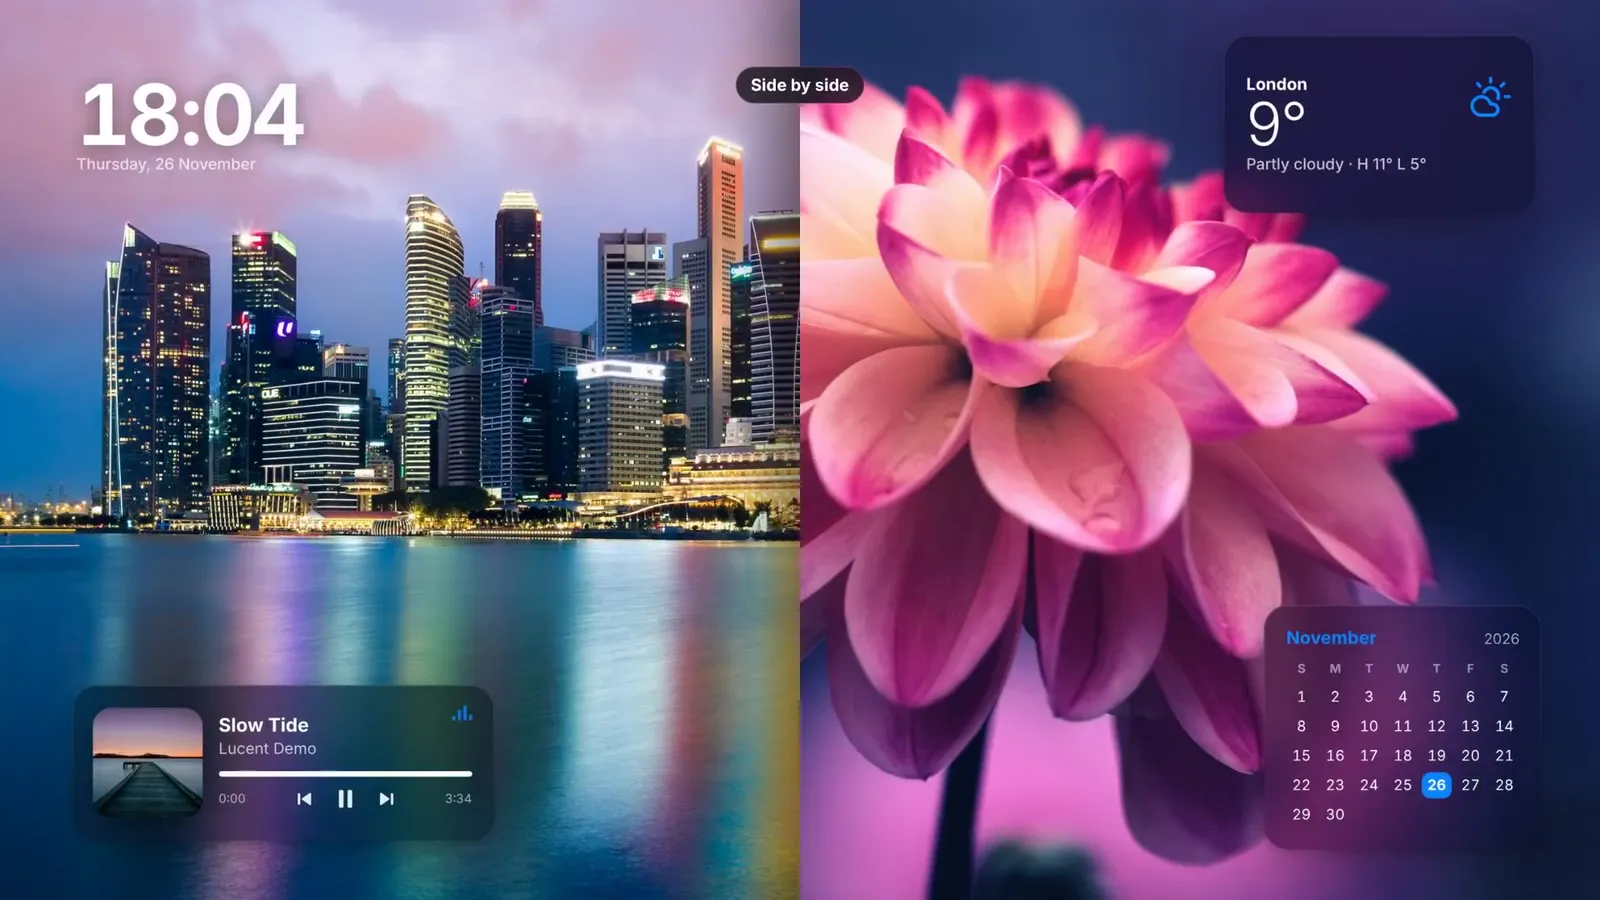 18:04
Thursday, 26 November
Side by side
London
9°
Partly cloudy · H 11° L 5°
OUE
Slow Tide
Lucent Demo
0:00
3:34
November 2026
S M T W T F S
1 2 3 4 5 6 7
8 9 10 11 12 13 14
15 16 17 18 19 20 21
22 23 24 25 26 27 28
29 30